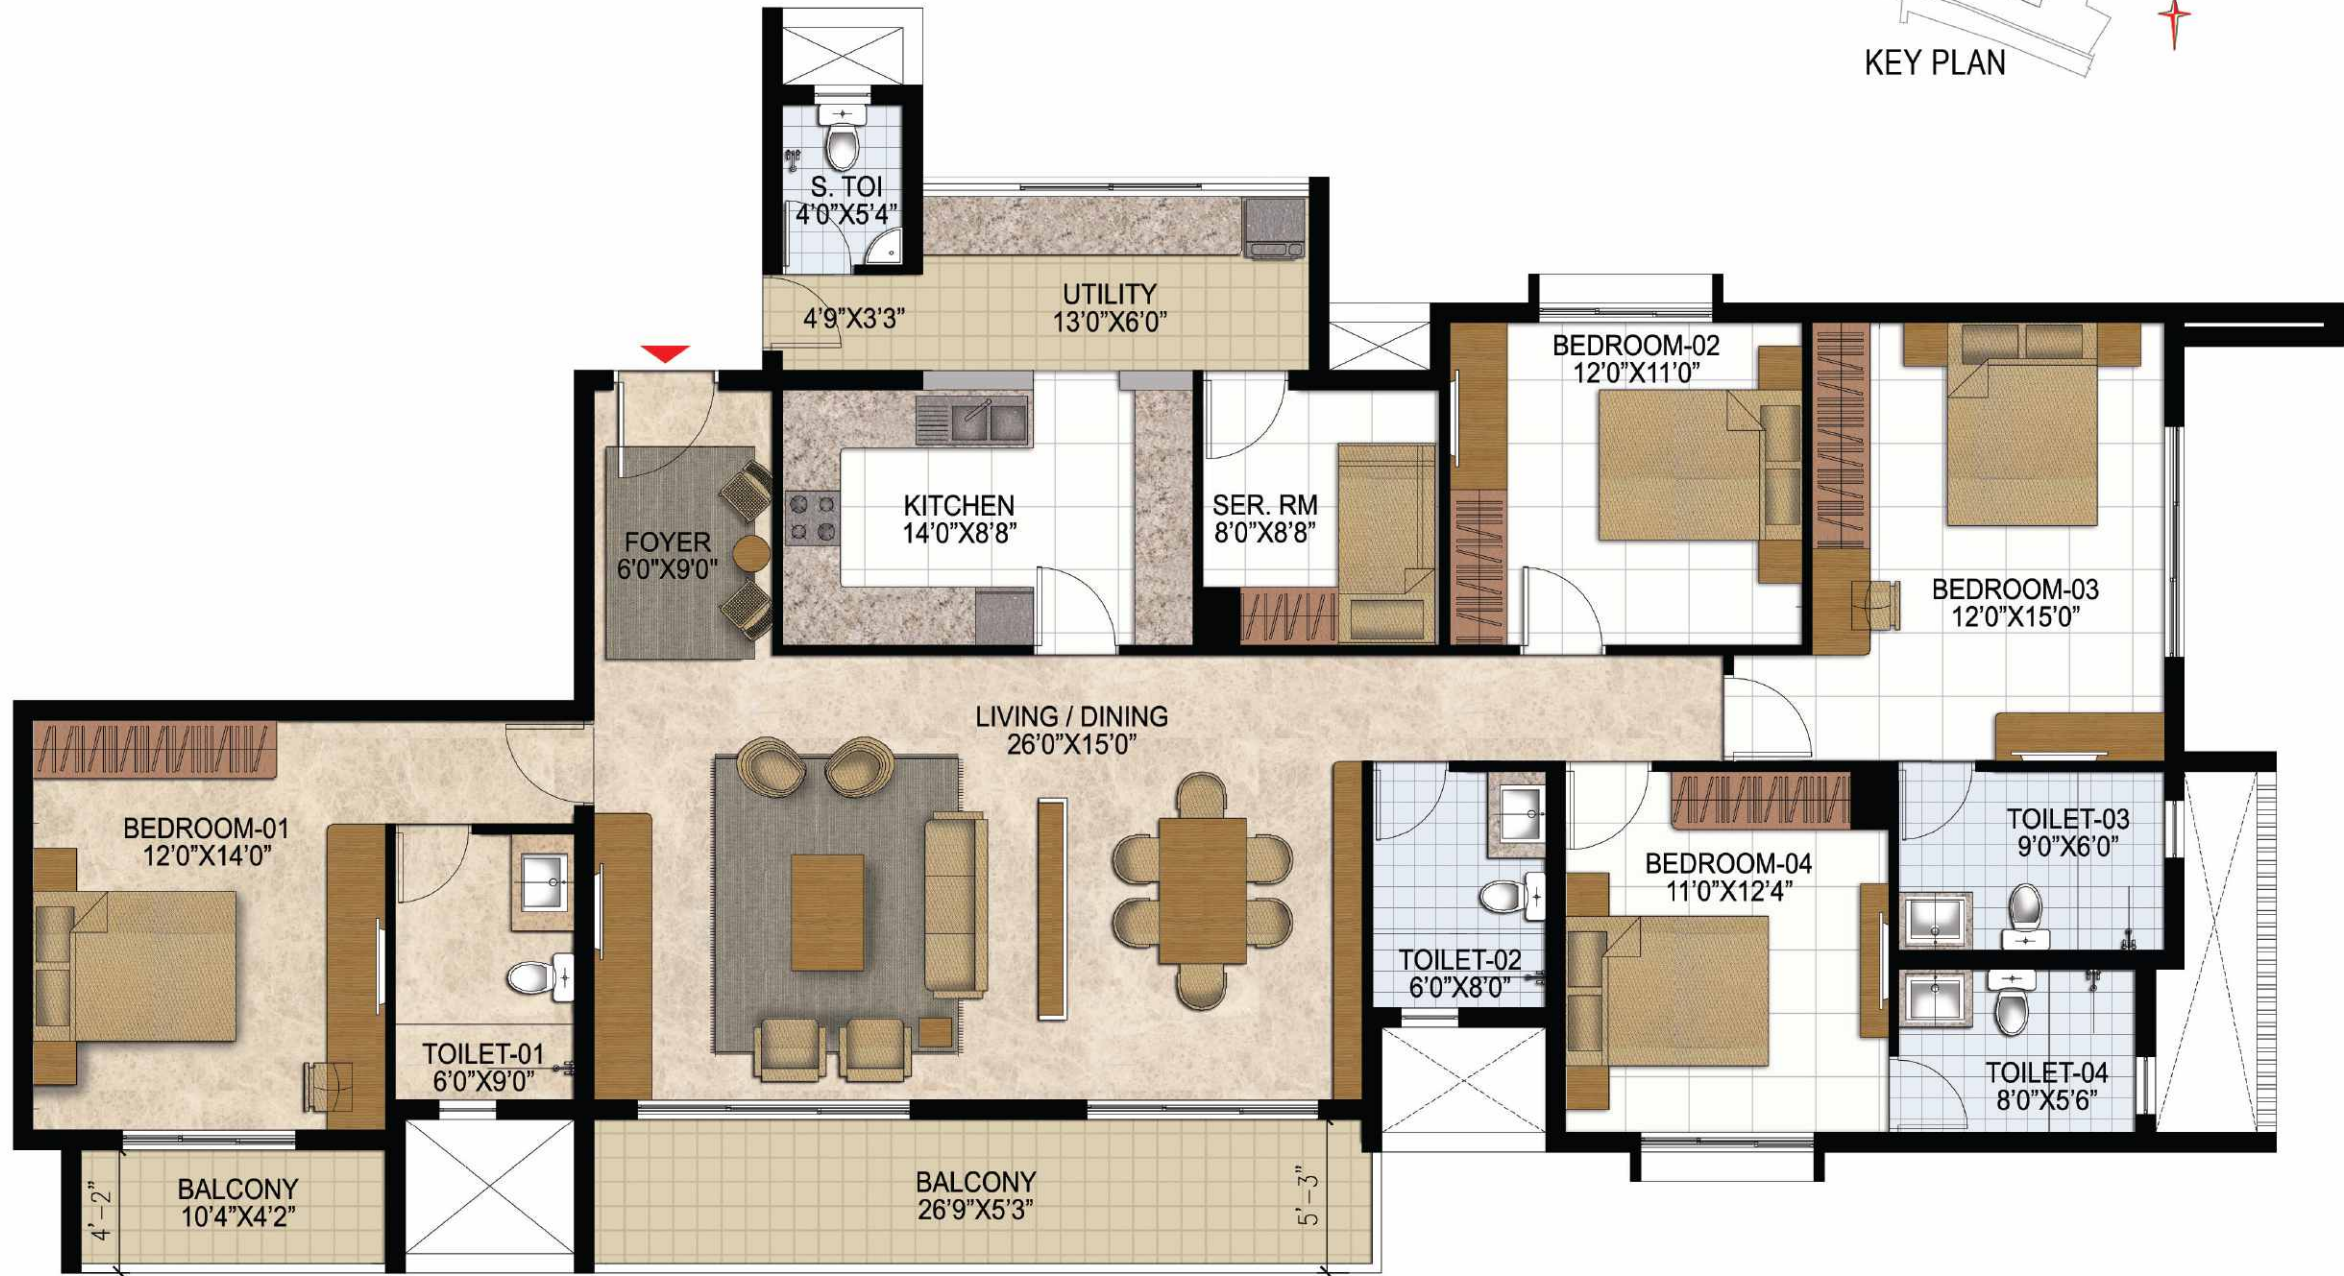 KEY PLAN
S. TOI
4'0"X5'4"
4'9"X3'3"
UTILITY
13'0"X6'0"
BEDROOM-02
12'0"X11'0"
FOYER
6'0"X9'0"
KITCHEN
14'0"X8'8"
SER. RM
8'0"X8'8"
BEDROOM-03
12'0"X15'0"
LIVING / DINING
26'0"X15'0"
BEDROOM-01
12'0"X14'0"
TOILET-03
9'0"X6'0"
BEDROOM-04
11'0"X12'4"
TOILET-02
6'0"X8'0"
TOILET-01
6'0"X9'0"
TOILET-04
8'0"X5'6"
BALCONY
10'4"X4'2"
4'-2"
BALCONY
26'9"X5'3"
5'-3"